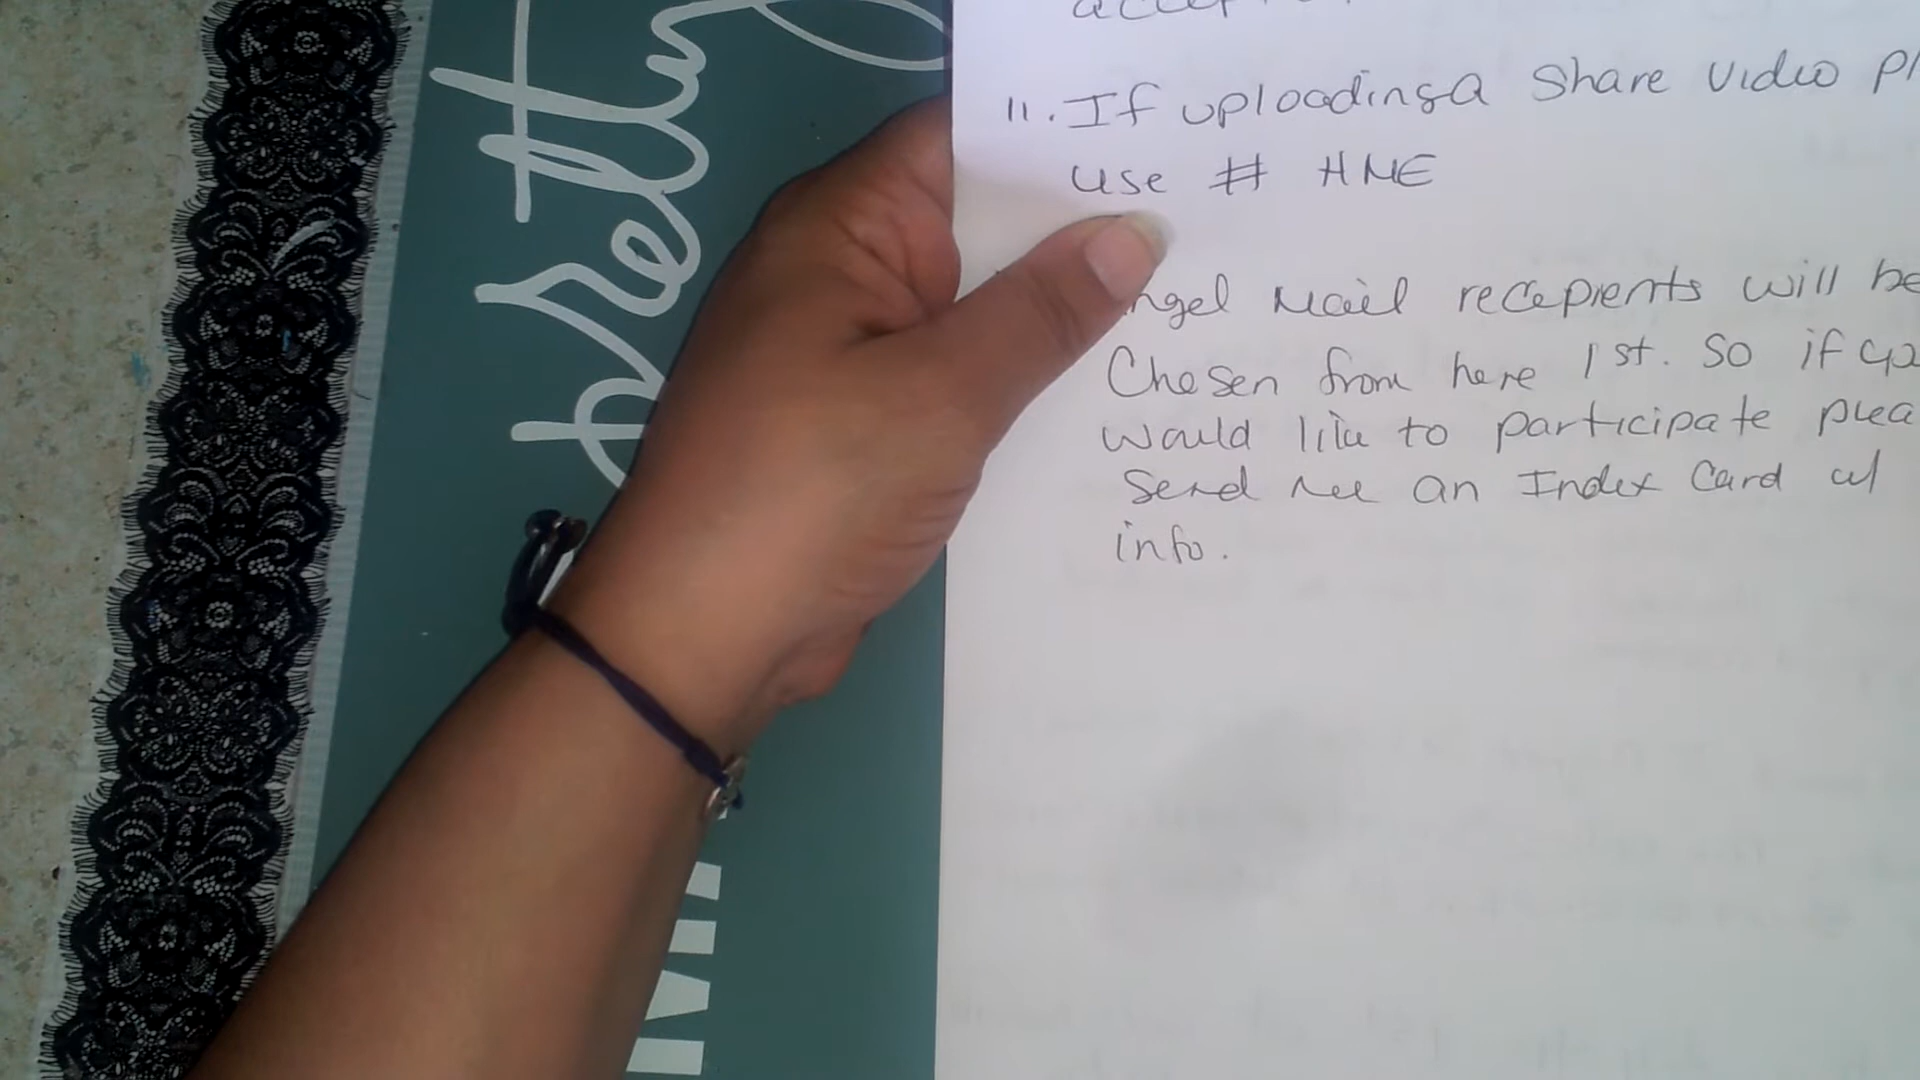 11. If uploading a Share Video pl
Use # HME
ngel Mail recepients will be
Chosen from here 1st. So if yo
would like to participate plea
Send me an Index Card w/
info.
pretty